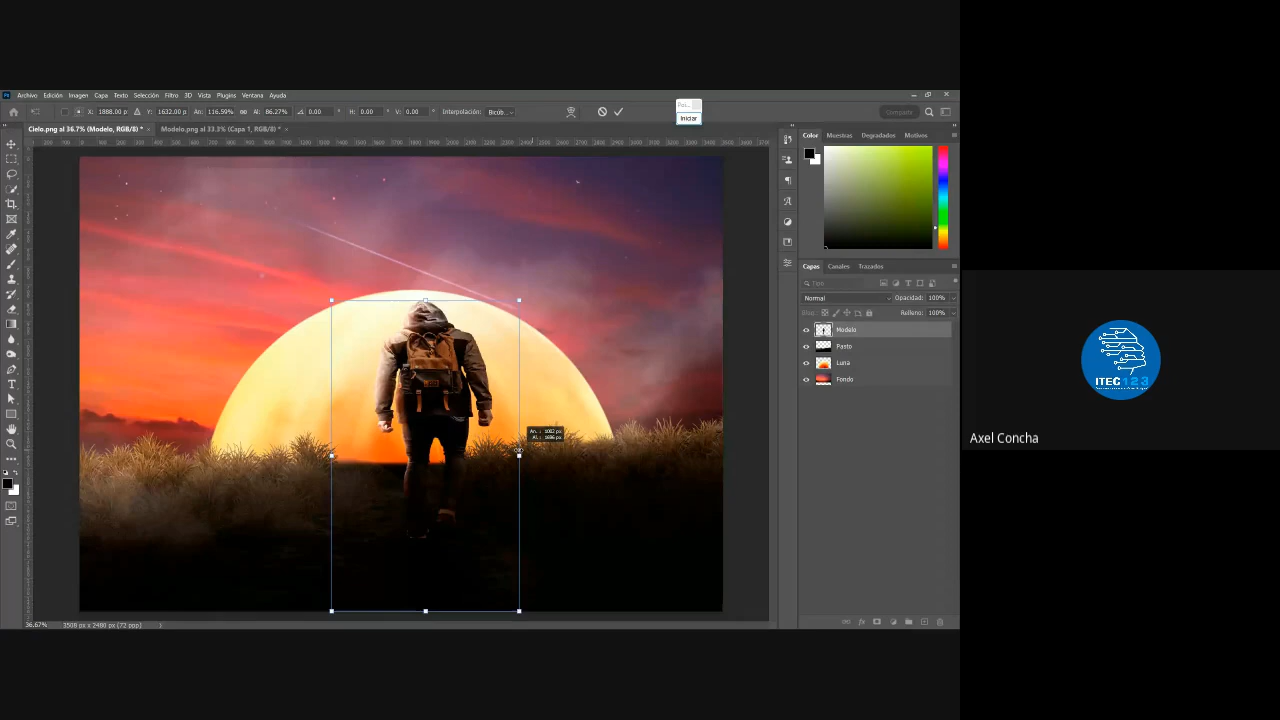 Archivo Edición Imagen Capa Texto Selección Filtro 3D Vista Plugins Ventana Ayuda
X: 1888.00 p Y: 1632.00 p An: 116.59% Al: 86.27% 0.00 ° H: 0.00 ° V: 0.00 ° Interpolación: Bicúb...
Iniciar
Compartir
Cielo.png al 36.7% (Modelo, RGB/8) * × Modelo.png al 33.3% (Capa 1, RGB/8) * ×
Color Muestras Degradados Motivos
Capas Canales Trazados
Tipo
Normal Opacidad: 100%
Bloq.: Relleno: 100%
Modelo
Pasto
Luna
Fondo
36.67% 3508 px x 2480 px (72 ppp)
ITEC123
Axel Concha